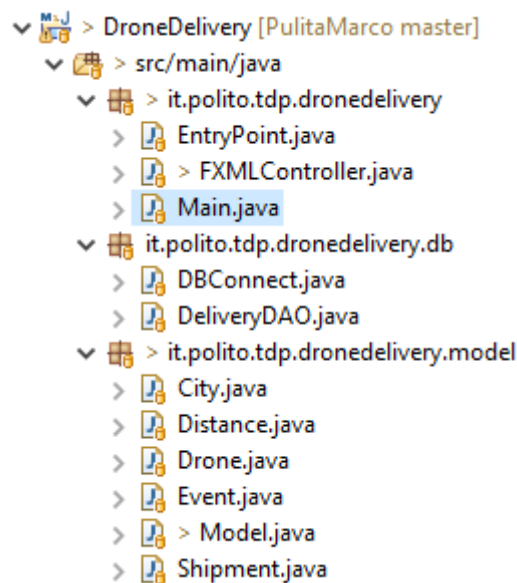 > DroneDelivery [PulitaMarco master]
> src/main/java
> it.polito.tdp.dronedelivery
EntryPoint.java
> FXMLController.java
Main.java
it.polito.tdp.dronedelivery.db
DBConnect.java
DeliveryDAO.java
> it.polito.tdp.dronedelivery.model
City.java
Distance.java
Drone.java
Event.java
> Model.java
Shipment.java